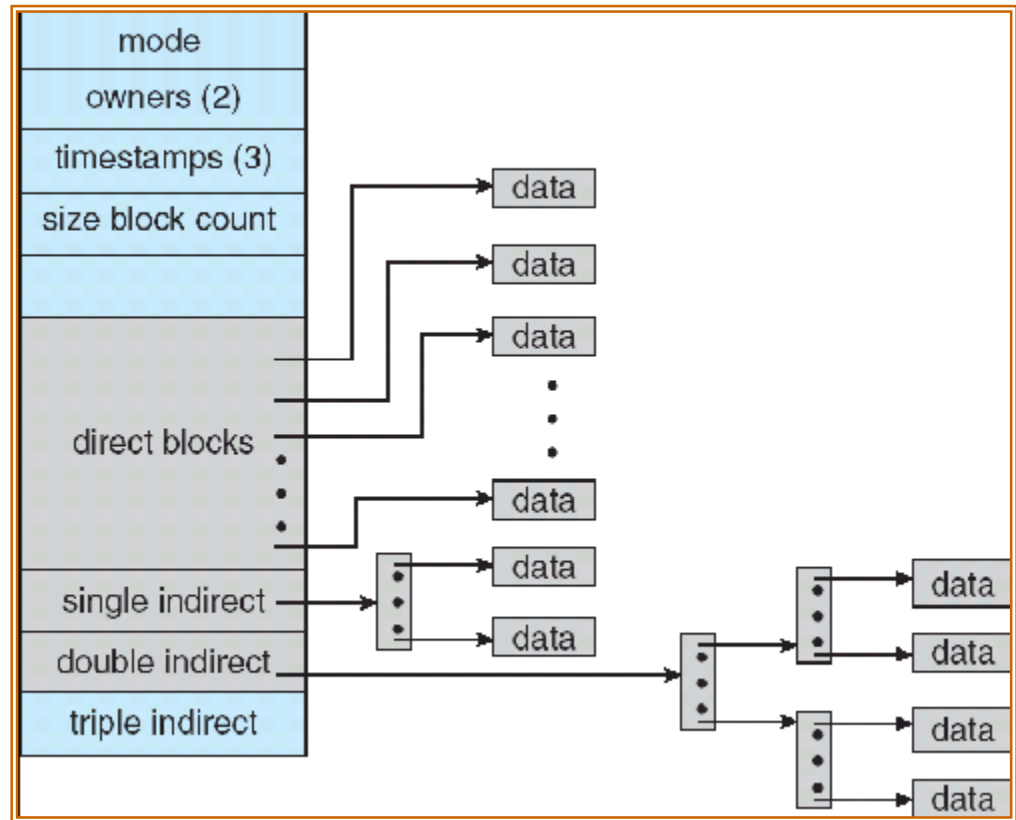 mode
owners (2)
timestamps (3)
size block count
direct blocks
single indirect
double indirect
triple indirect
data
data
data
data
data
data
data
data
data
data